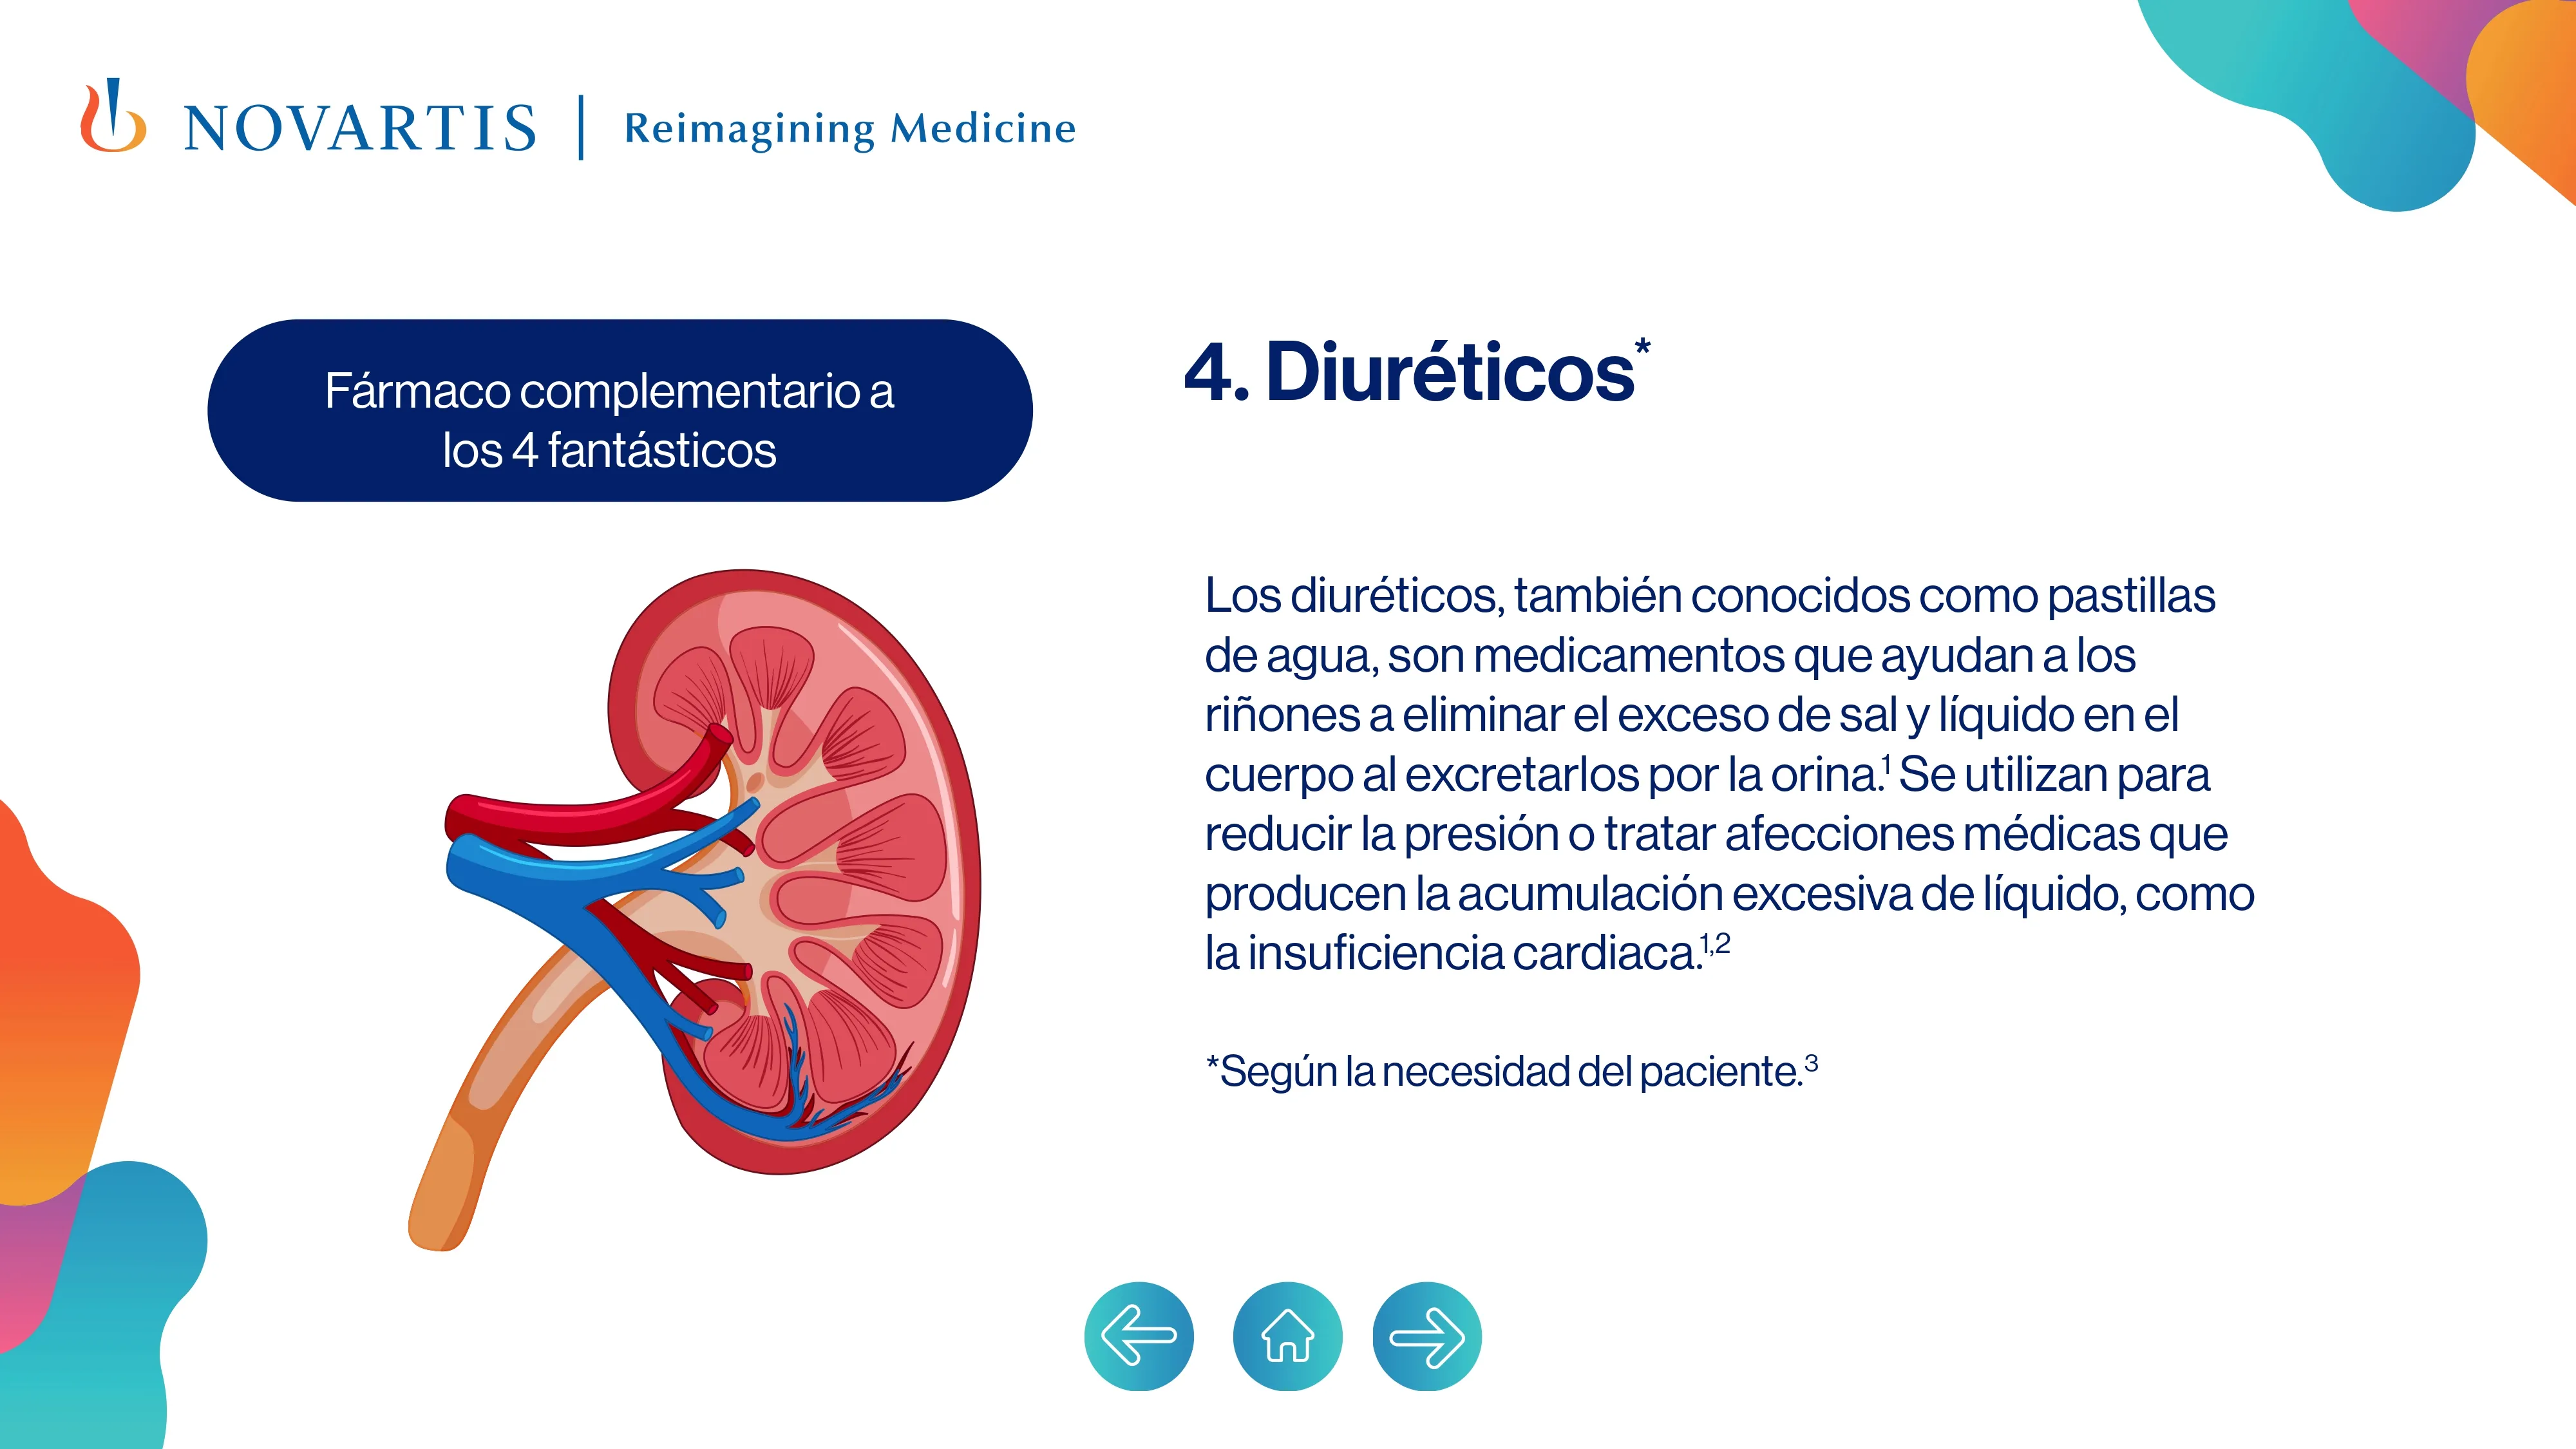 NOVARTIS | Reimagining Medicine
Fármaco complementario a
los 4 fantásticos
4. Diuréticos*
Los diuréticos, también conocidos como pastillas
de agua, son medicamentos que ayudan a los
riñones a eliminar el exceso de sal y líquido en el
cuerpo al excretarlos por la orina.¹ Se utilizan para
reducir la presión o tratar afecciones médicas que
producen la acumulación excesiva de líquido, como
la insuficiencia cardiaca.¹,²
*Según la necesidad del paciente.³